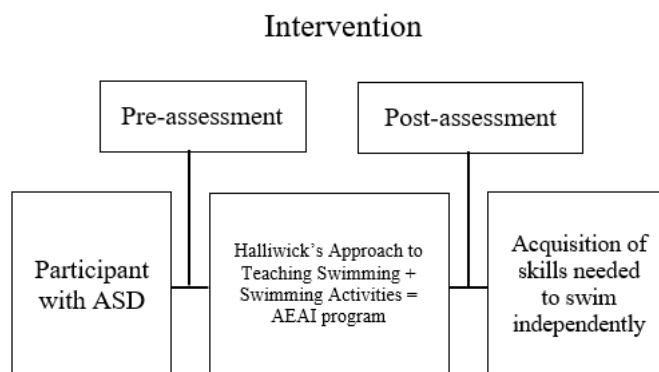 Intervention
Pre-assessment
Post-assessment
Participant
with ASD
Halliwick's Approach to
Teaching Swimming +
Swimming Activities =
AEAI program
Acquisition of
skills needed
to swim
independently